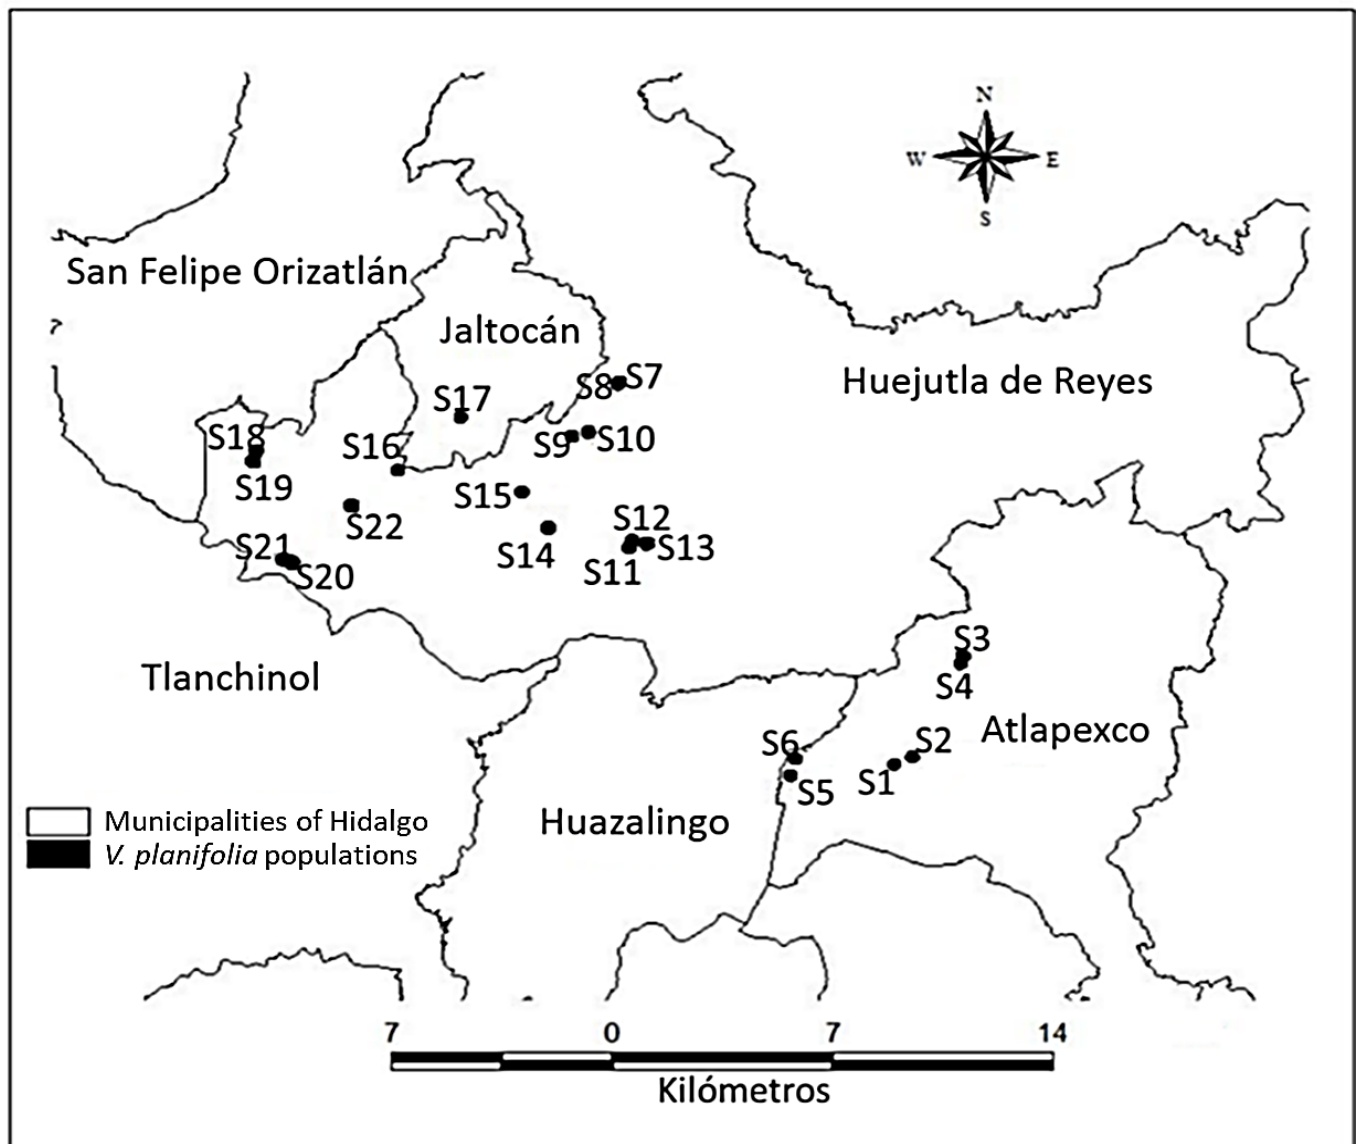 N
W E
S
San Felipe Orizatlán
Jaltocán
Huejutla de Reyes
S8 S7
S17
S18
S16
S9 S10
S19
S15
S22
S12
S21
S14
S13
S11
S20
S3
Tlanchinol
S4
Atlapexco
S6
S2
S1
S5
Municipalities of Hidalgo
Huazalingo
V. planifolia populations
7 0 7 14
Kilómetros